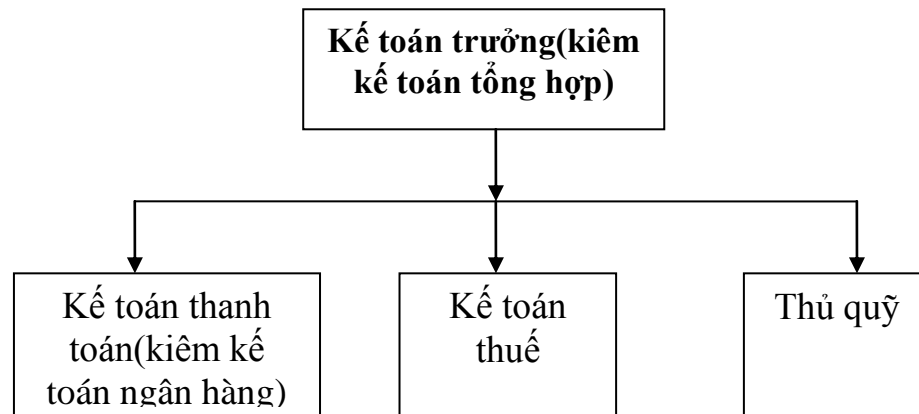 Kế toán trưởng(kiêm
kế toán tổng hợp)
Kế toán thanh
toán(kiêm kế
toán ngân hàng)
Kế toán
thuế
Thủ quỹ